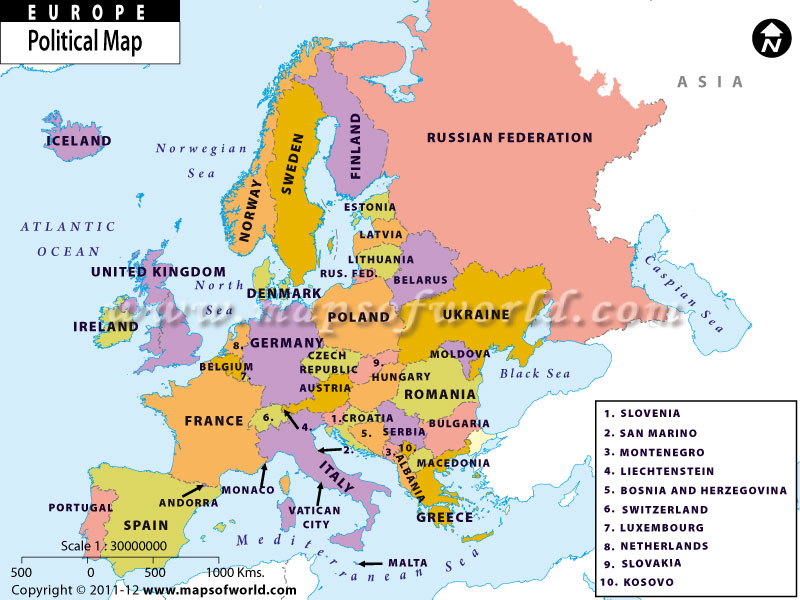 EUROPE
Political Map
N
ASIA
ICELAND
Norwegian
Sea
SWEDEN
FINLAND
NORWAY
RUSSIAN FEDERATION
ATLANTIC
OCEAN
ESTONIA
LATVIA
LITHUANIA
RUS. FED.
BELARUS
UNITED KINGDOM
North
Sea
DENMARK
Caspian Sea
www.mapsofworld.com
IRELAND
POLAND
UKRAINE
8.
GERMANY
BELGIUM
7.
CZECH
REPUBLIC
9.
MOLDOVA
Black Sea
HUNGARY
AUSTRIA
ROMANIA
FRANCE
6.
4.
1.
CROATIA
5.
SERBIA
BULGARIA
2.
3.
10.
MACEDONIA
ALBANIA
ITALY
PORTUGAL
SPAIN
ANDORRA
MONACO
VATICAN
CITY
GREECE
Mediterranean Sea
MALTA
1. SLOVENIA
2. SAN MARINO
3. MONTENEGRO
4. LIECHTENSTEIN
5. BOSNIA AND HERZEGOVINA
6. SWITZERLAND
7. LUXEMBOURG
8. NETHERLANDS
9. SLOVAKIA
10. KOSOVO
Scale 1 : 30000000
500 0 500 1000 Kms.
Copyright © 2011-12 www.mapsofworld.com